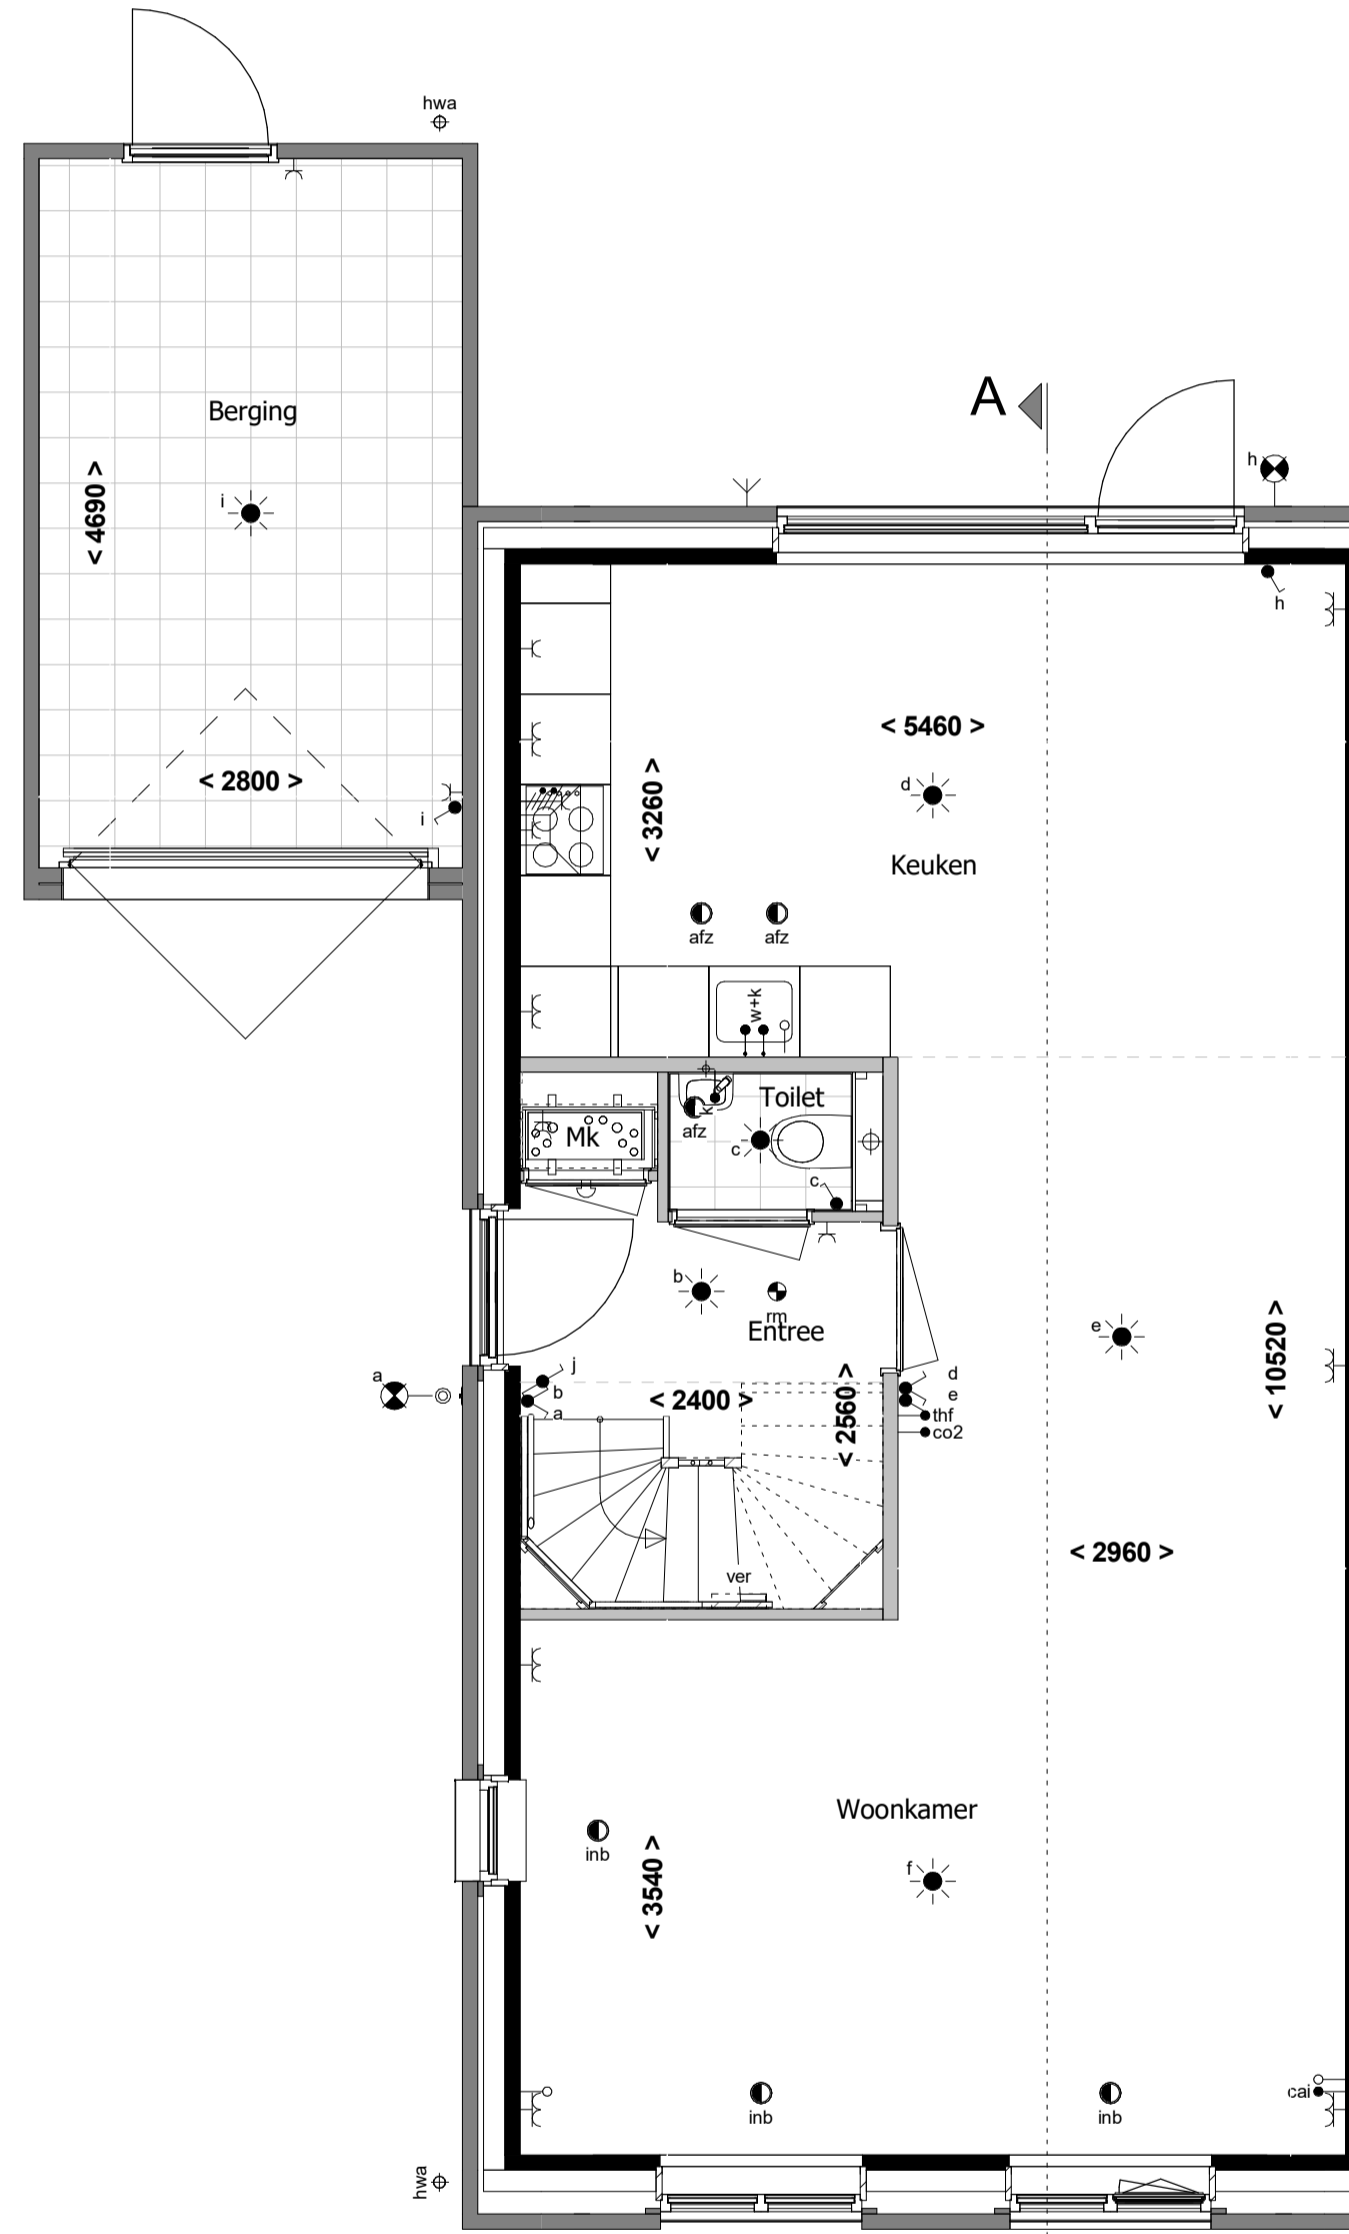 hwa
A
Berging
h
< 4690 >
i
h
< 5460 >
< 2800 >
i
< 3260 >
d
Keuken
afz
afz
w+k
Toilet
k
Mk
afz
c
c
b
rm
Entree
e
< 10520 >
a
j
b
a
< 2400 >
< 2560 >
d
e
thf
co2
< 2960 >
ver
Woonkamer
inb
< 3540 >
f
inb
inb
cai
hwa